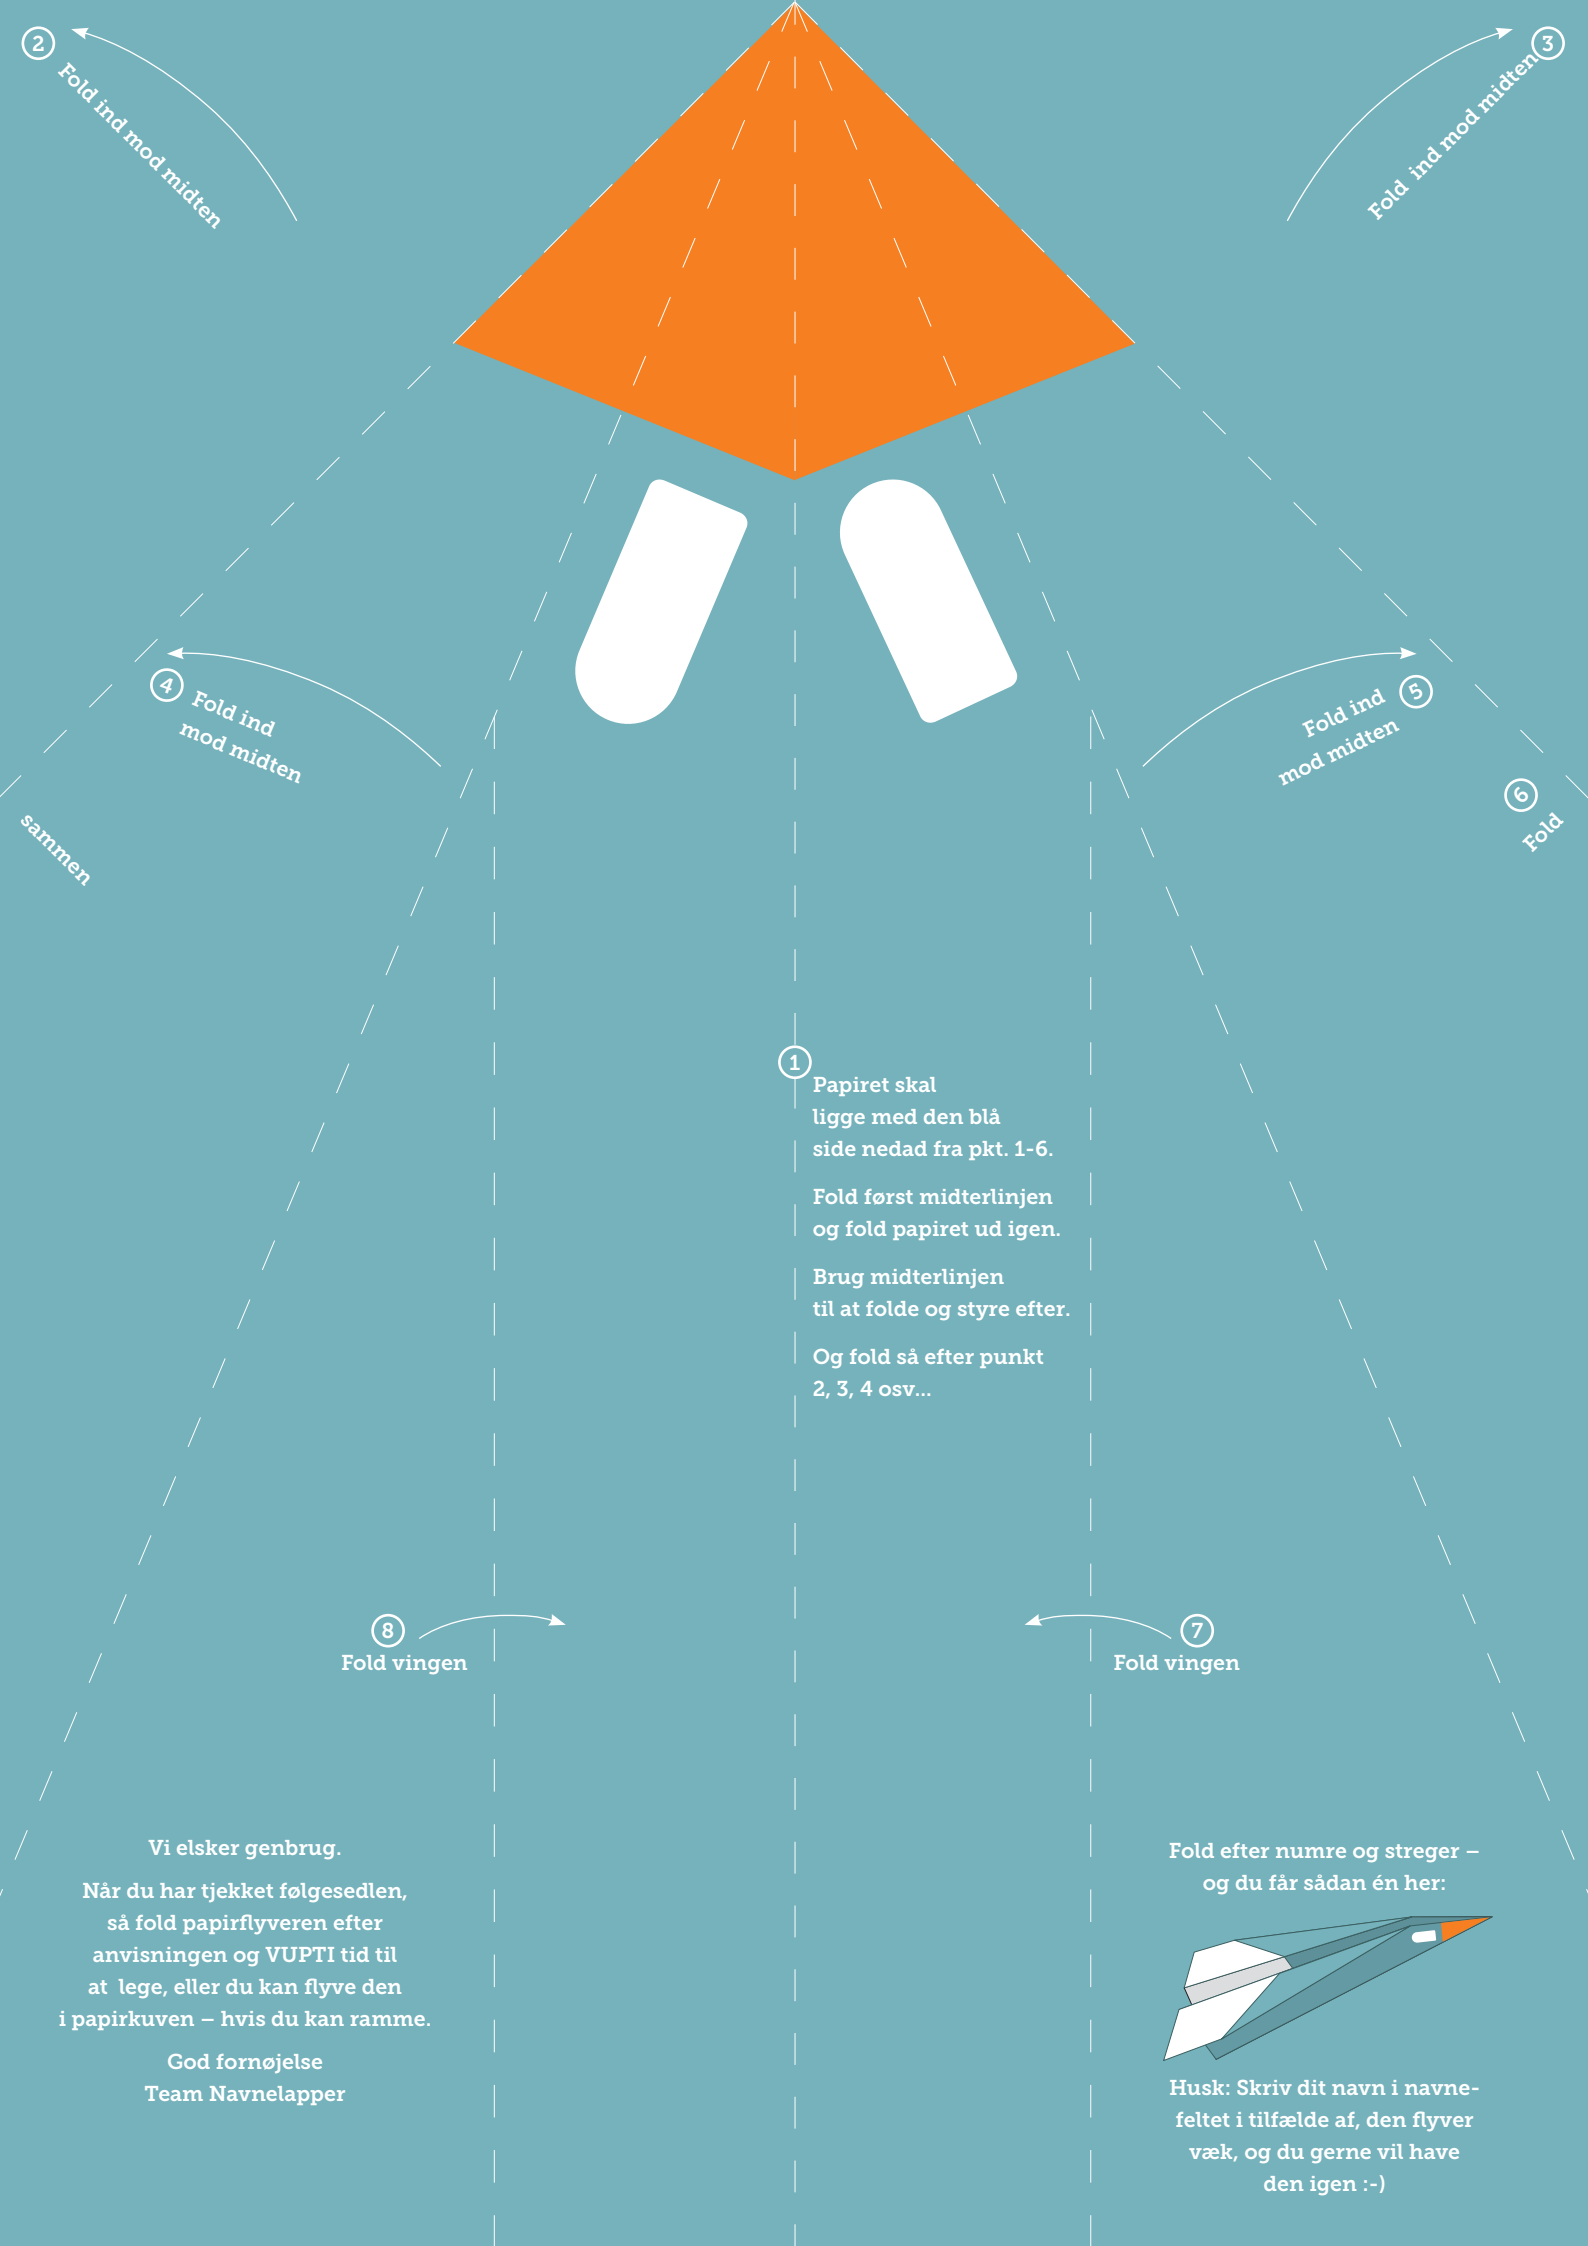 2
Fold ind mod midten
3
Fold ind mod midten
4
Fold ind
mod midten
5
Fold ind
mod midten
6
Fold
sammen
1
Papiret skal
ligge med den blå
side nedad fra pkt. 1-6.
Fold først midterlinjen
og fold papiret ud igen.
Brug midterlinjen
til at folde og styre efter.
Og fold så efter punkt
2, 3, 4 osv...
8
Fold vingen
7
Fold vingen
Vi elsker genbrug.
Når du har tjekket følgesedlen,
så fold papirflyveren efter
anvisningen og VUPTI tid til
at lege, eller du kan flyve den
i papirkuven – hvis du kan ramme.
God fornøjelse
Team Navnelapper
Fold efter numre og streger –
og du får sådan én her:
Husk: Skriv dit navn i navne-
feltet i tilfælde af, den flyver
væk, og du gerne vil have
den igen :-)